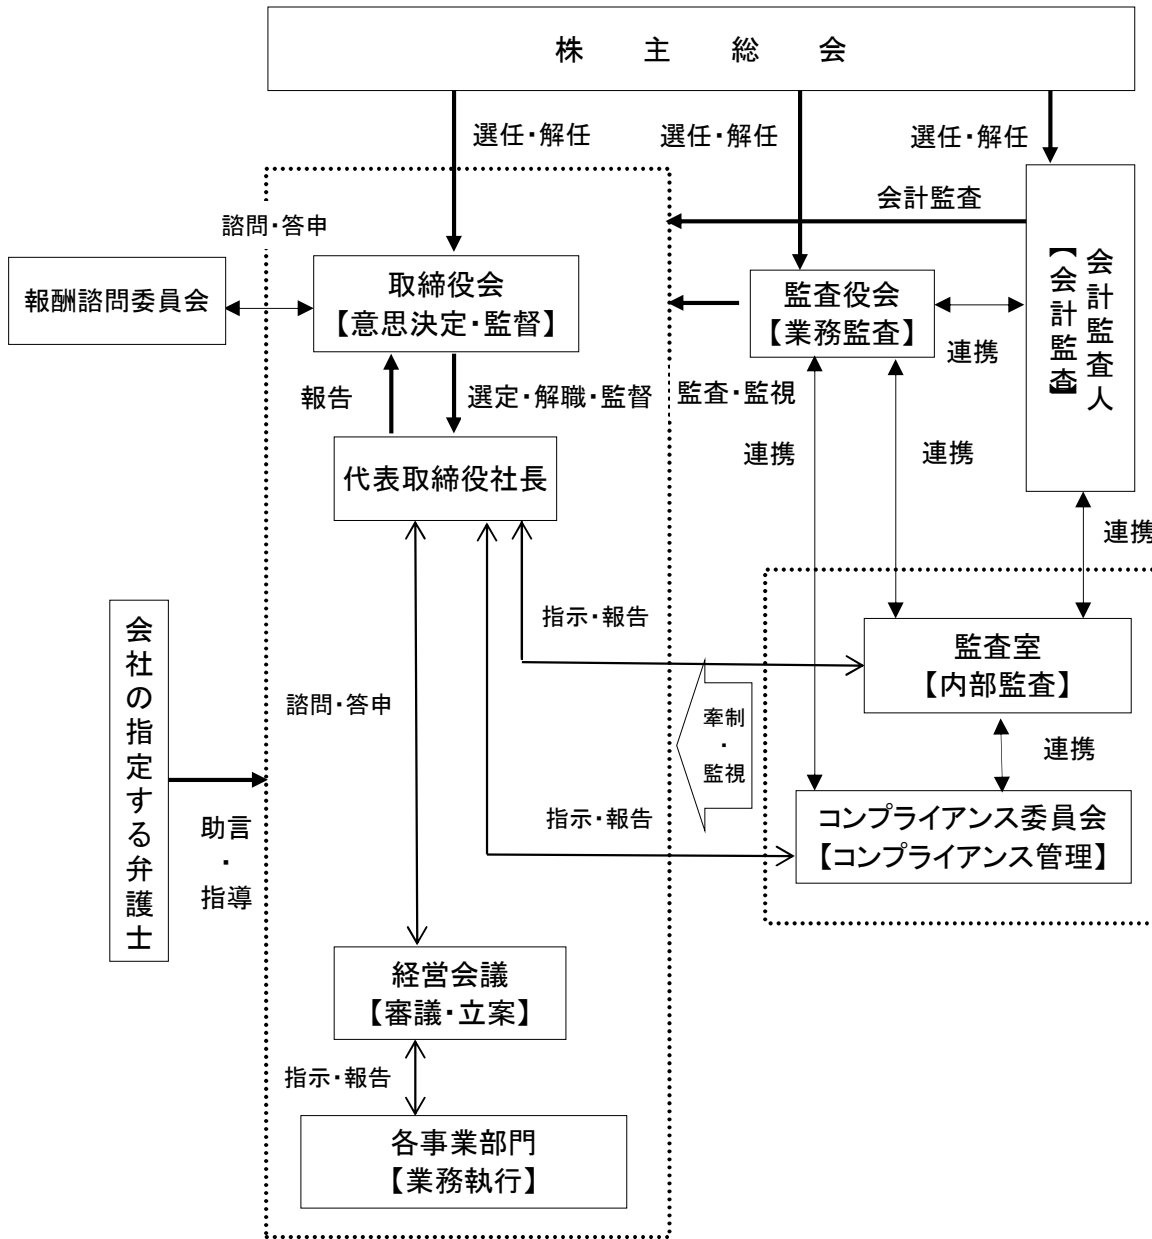 株主総会
選任・解任
選任・解任
選任・解任
会計監査
諮問・答申
報酬諮問委員会
取締役会
【意思決定・監督】
監査役会
【業務監査】
連携
会計監査人
【会計監査】
報告
選定・解職・監督
監査・監視
代表取締役社長
連携
連携
連携
指示・報告
監査室
【内部監査】
会社の指定する弁護士
諮問・答申
牽制
・
監視
連携
助言
・
指導
指示・報告
コンプライアンス委員会
【コンプライアンス管理】
経営会議
【審議・立案】
指示・報告
各事業部門
【業務執行】